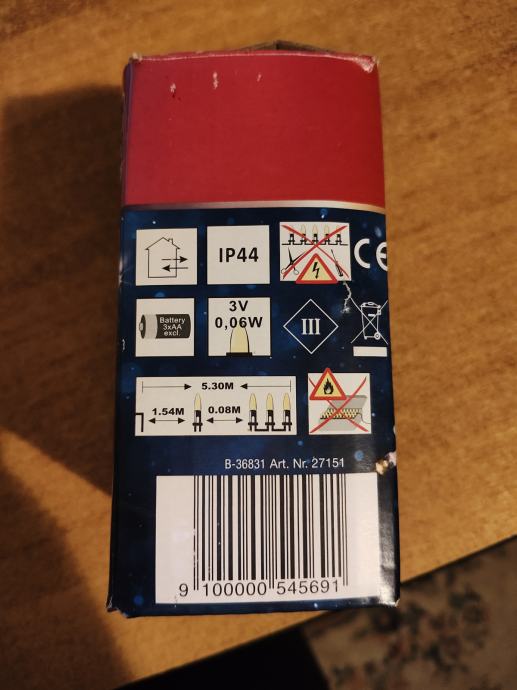 IP44
CE
Battery
3xAA
excl.
3V
0,06W
III
5.30M
1.54M
0.08M
B-36831 Art. Nr. 27151
9 100000 545691